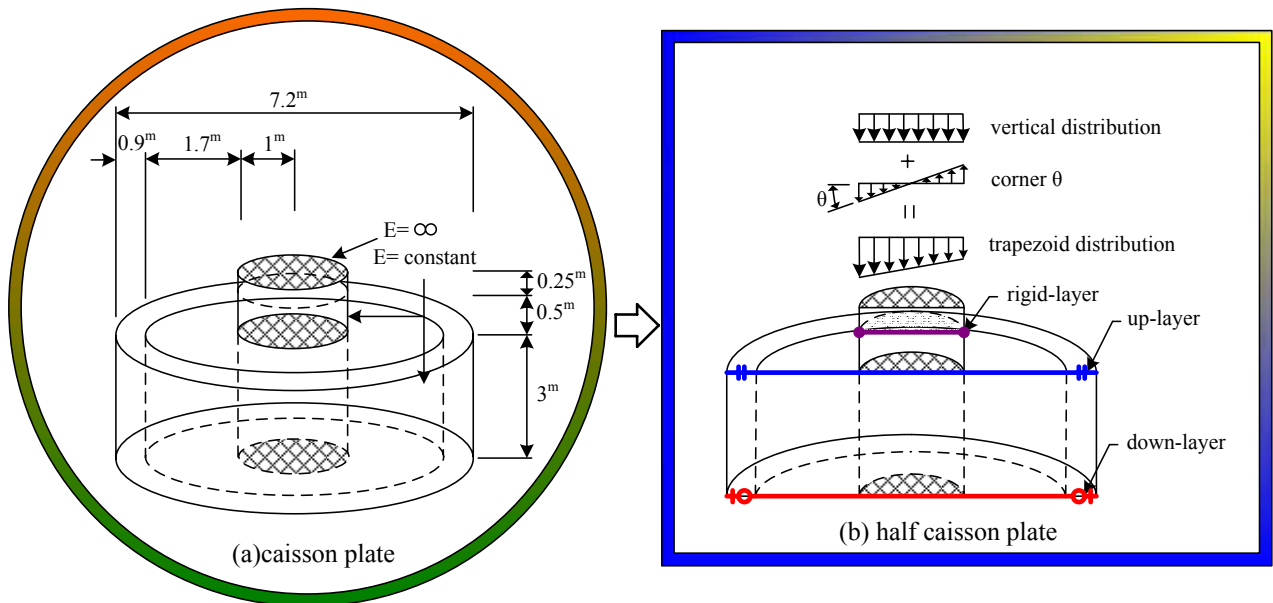 7.2m
0.9m
1.7m
1m
E=∞
E= constant
0.25m
0.5m
3m
(a)caisson plate
vertical distribution
+
corner θ
θ
=
trapezoid distribution
rigid-layer
up-layer
down-layer
(b) half caisson plate